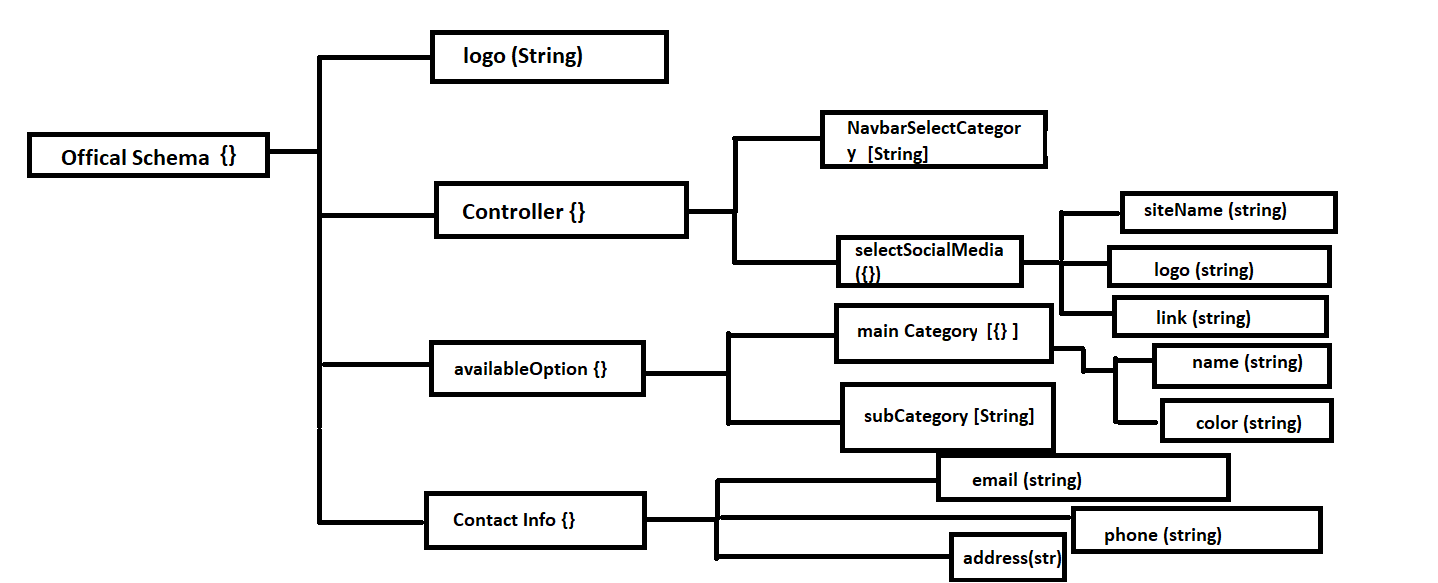 logo (String)
Offical Schema {}
Controller {}
NavbarSelectCategor
y [String]
selectSocialMedia
({})
siteName (string)
logo (string)
link (string)
availableOption {}
main Category [{} ]
name (string)
color (string)
subCategory [String]
Contact Info {}
email (string)
phone (string)
address(str)